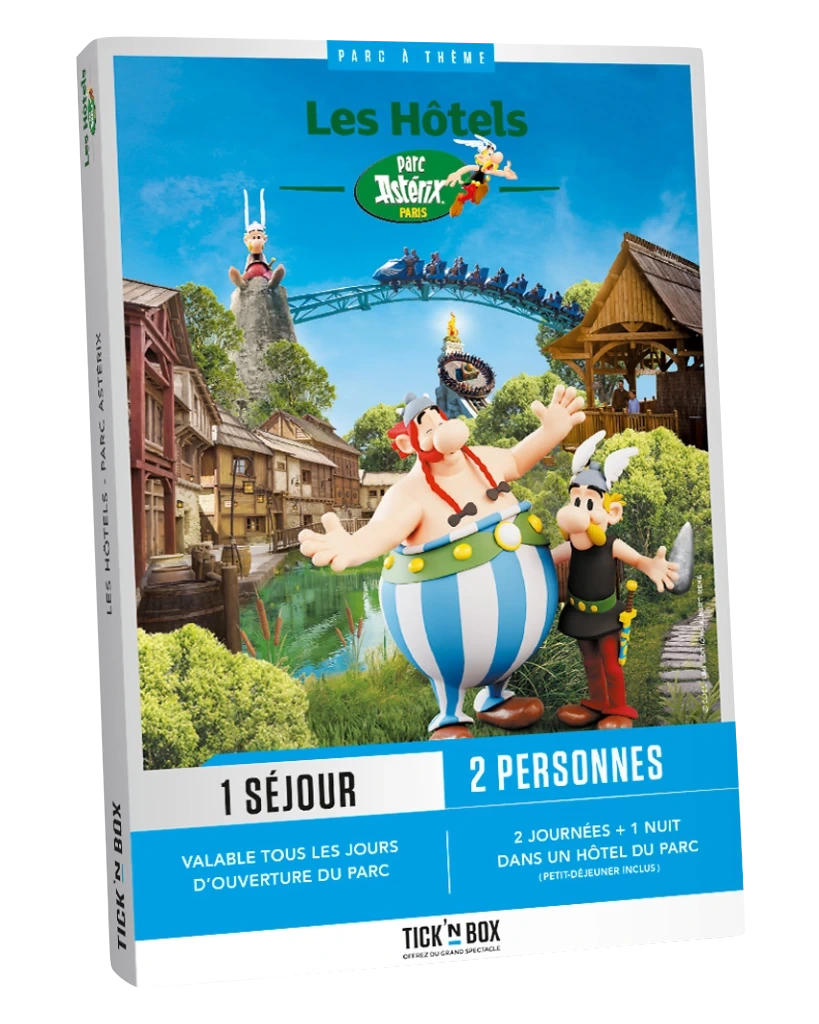 PARC À THÈME
Les Hôtels
parc
Astérix
PARIS
1 SÉJOUR
2 PERSONNES
VALABLE TOUS LES JOURS
D'OUVERTURE DU PARC
2 JOURNÉES + 1 NUIT
DANS UN HÔTEL DU PARC
(PETIT-DÉJEUNER INCLUS)
TICK'N BOX
OFFREZ DU GRAND SPECTACLE
Les Hôtels
LES HÔTELS - PARC ASTÉRIX
TICK'N BOX